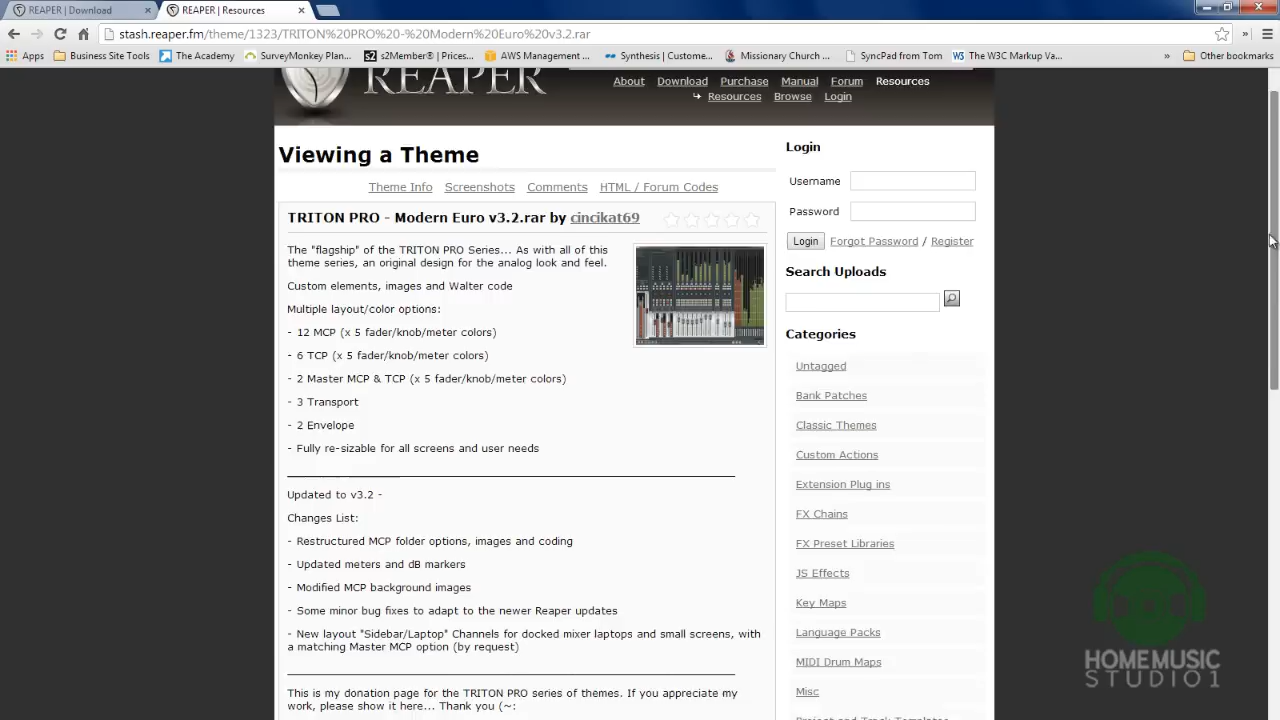 REAPER | Download
REAPER | Resources
stash.reaper.fm/theme/1323/TRITON%20PRO%20-%20Modern%20Euro%20v3.2.rar
Apps Business Site Tools The Academy SurveyMonkey Plan... s2 s2Member® | Prices... AWS Management ... Synthesis | Custome... Missionary Church ... SyncPad from Tom W3C The W3C Markup Va... » Other bookmarks
REAPER
About Download Purchase Manual Forum Resources
Resources Browse Login
Viewing a Theme
Theme Info Screenshots Comments HTML / Forum Codes
TRITON PRO - Modern Euro v3.2.rar by cincikat69
The "flagship" of the TRITON PRO Series... As with all of this
theme series, an original design for the analog look and feel.
Custom elements, images and Walter code
Multiple layout/color options:
- 12 MCP (x 5 fader/knob/meter colors)
- 6 TCP (x 5 fader/knob/meter colors)
- 2 Master MCP & TCP (x 5 fader/knob/meter colors)
- 3 Transport
- 2 Envelope
- Fully re-sizable for all screens and user needs
Updated to v3.2 -
Changes List:
- Restructured MCP folder options, images and coding
- Updated meters and dB markers
- Modified MCP background images
- Some minor bug fixes to adapt to the newer Reaper updates
- New layout "Sidebar/Laptop" Channels for docked mixer laptops and small screens, with
a matching Master MCP option (by request)
This is my donation page for the TRITON PRO series of themes. If you appreciate my
work, please show it here... Thank you (~:
Login
Username
Password
Login Forgot Password / Register
Search Uploads
Categories
Untagged
Bank Patches
Classic Themes
Custom Actions
Extension Plug ins
FX Chains
FX Preset Libraries
JS Effects
Key Maps
Language Packs
MIDI Drum Maps
Misc
Project and Track Templates
HOMEMUSIC
STUDIO1